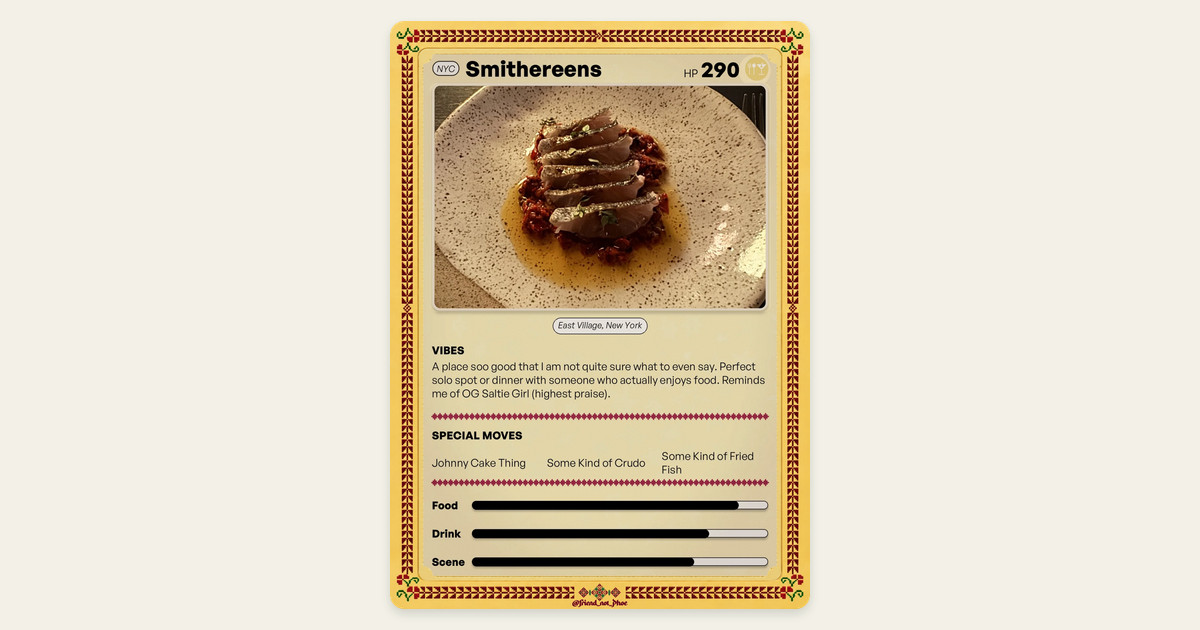 NYC Smithereens HP 290
East Village, New York
VIBES
A place soo good that I am not quite sure what to even say. Perfect
solo spot or dinner with someone who actually enjoys food. Reminds
me of OG Saltie Girl (highest praise).
SPECIAL MOVES
Johnny Cake Thing
Some Kind of Crudo
Some Kind of Fried
Fish
Food
Drink
Scene
@friend_not_phoe